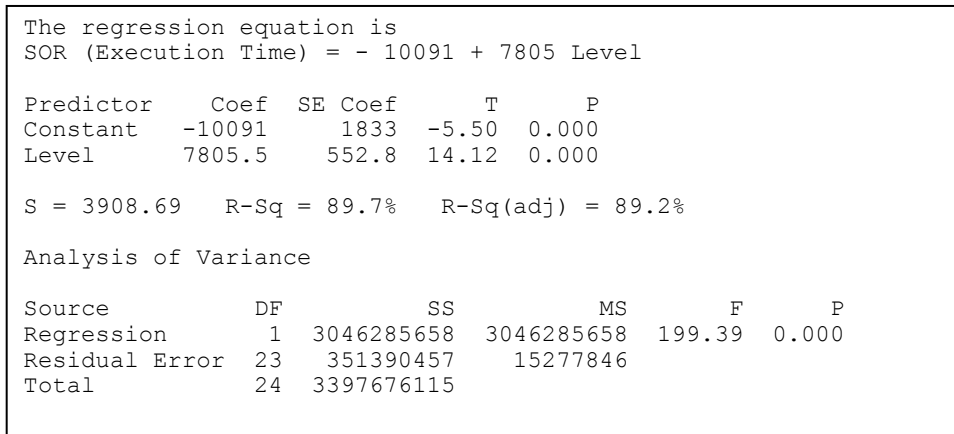 The regression equation is
SOR (Execution Time) = - 10091 + 7805 Level
Predictor Coef SE Coef T P
Constant -10091 1833 -5.50 0.000
Level 7805.5 552.8 14.12 0.000
S = 3908.69 R-Sq = 89.7% R-Sq(adj) = 89.2%
Analysis of Variance
Source DF SS MS F P
Regression 1 3046285658 3046285658 199.39 0.000
Residual Error 23 351390457 15277846
Total 24 3397676115